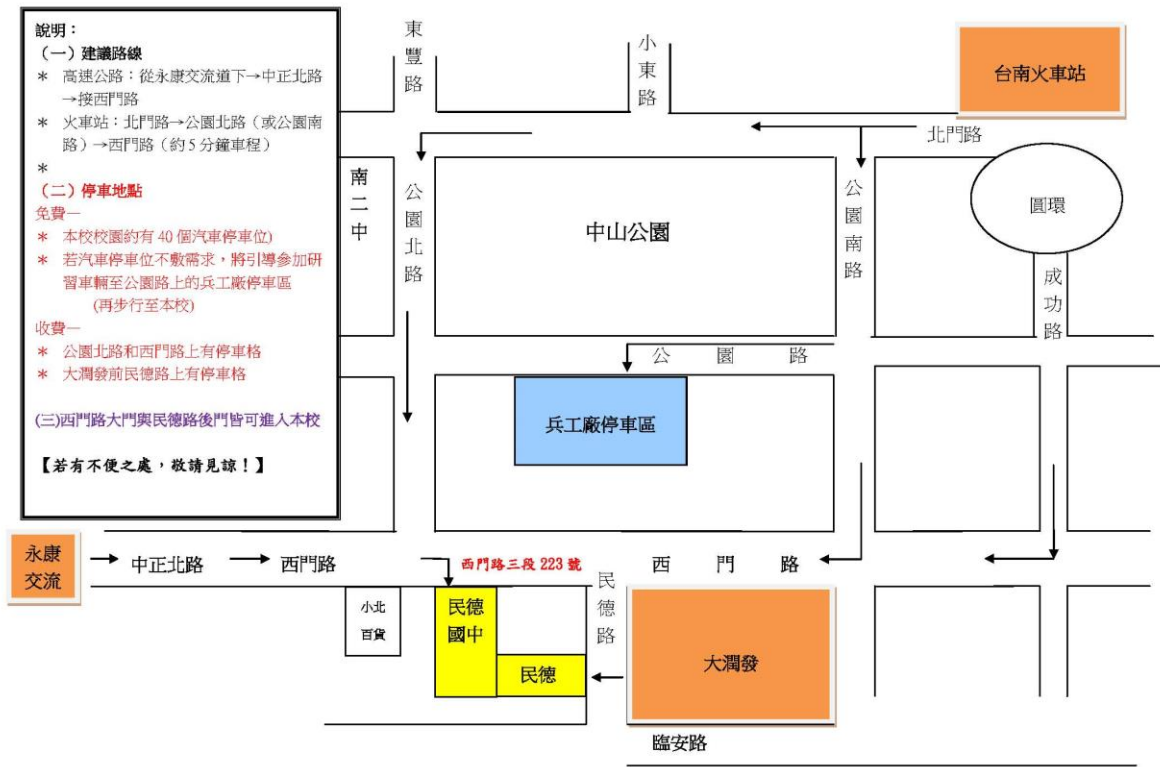 說明：
（一）建議路線
＊ 高速公路：從永康交流道下→中正北路
→接西門路
＊ 火車站：北門路→公園北路（或公園南
路）→西門路（約 5 分鐘車程）
＊
（二）停車地點
免費—
＊ 本校校園約有 40 個汽車停車位)
＊ 若汽車停車位不敷需求，將引導參加研
習車輛至公園路上的兵工廠停車區
(再步行至本校)
收費—
＊ 公園北路和西門路上有停車格
＊ 大潤發前民德路上有停車格
(三)西門路大門與民德路後門皆可進入本校
【若有不便之處，敬請見諒！】
東豐路
小東路
台南火車站
北門路
南二中
公園北路
中山公園
公園南路
圓環
成功路
公園路
兵工廠停車區
永康
交流
中正北路
西門路
西門路三段 223 號
西門路
小北
百貨
民德
國中
民德
民德路
大潤發
臨安路